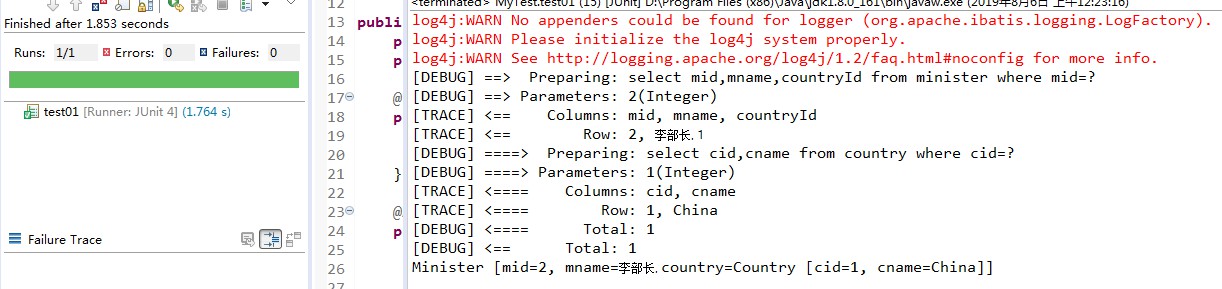 Finished after 1.853 seconds
Runs: 1/1 Errors: 0 Failures: 0
test01 [Runner: JUnit 4] (1.764 s)
Failure Trace
12
13 publi
14 p
15 p
16
17 @
18 p
19
20
21 }
22
23 @
24 p
25
26
<terminated> MyTest.test01 (15) [JUnit] D:\Program Files (x86)\Java\jdk1.8.0_161\bin\javaw.exe (2019年8月6日 上午12:23:16)
log4j:WARN No appenders could be found for logger (org.apache.ibatis.logging.LogFactory).
log4j:WARN Please initialize the log4j system properly.
log4j:WARN See http://logging.apache.org/log4j/1.2/faq.html#noconfig for more info.
[DEBUG] ==>  Preparing: select mid,mname,countryId from minister where mid=?
[DEBUG] ==> Parameters: 2(Integer)
[TRACE] <==    Columns: mid, mname, countryId
[TRACE] <==        Row: 2, 李部长, 1
[DEBUG] ====>  Preparing: select cid,cname from country where cid=?
[DEBUG] ====> Parameters: 1(Integer)
[TRACE] <====    Columns: cid, cname
[TRACE] <====        Row: 1, China
[DEBUG] <====      Total: 1
[DEBUG] <==      Total: 1
Minister [mid=2, mname=李部长, country=Country [cid=1, cname=China]]